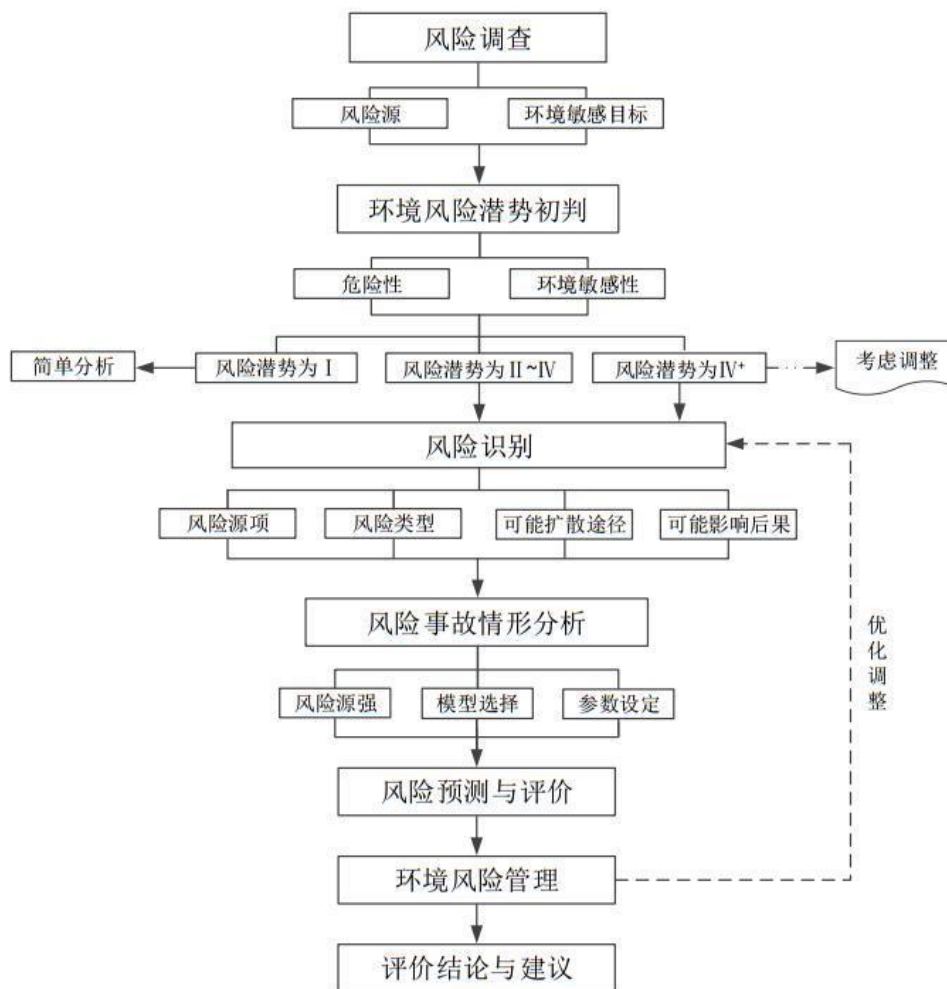 风险调查
风险源
环境敏感目标
环境风险潜势初判
危险性
环境敏感性
简单分析
风险潜势为Ⅰ
风险潜势为Ⅱ~Ⅳ
风险潜势为Ⅳ⁺
考虑调整
风险识别
风险源项
风险类型
可能扩散途径
可能影响后果
风险事故情形分析
优化调整
风险源强
模型选择
参数设定
风险预测与评价
环境风险管理
评价结论与建议